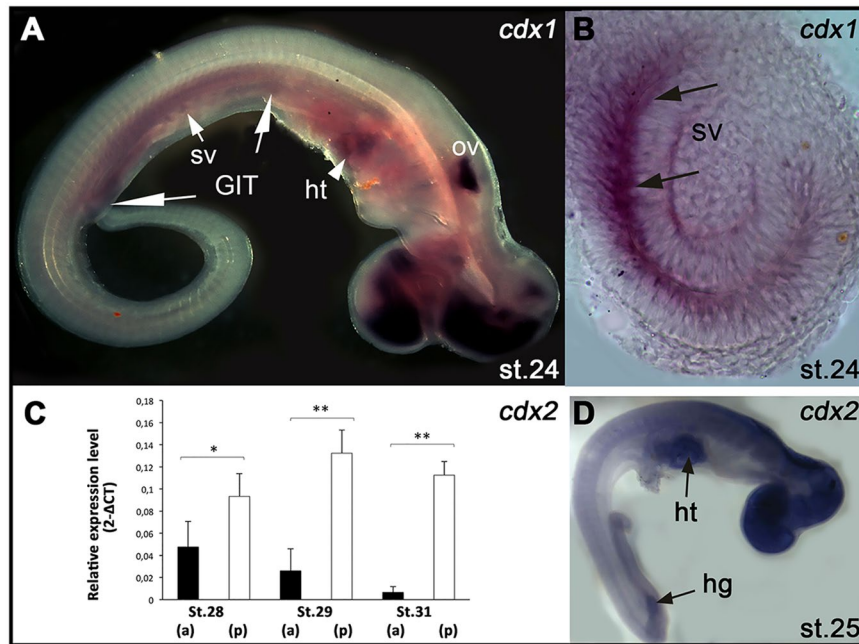 A
cdx1
sv
GIT
ht
ov
st.24
B
cdx1
sv
st.24
C
cdx2
Relative expression level
(2-ΔCT)
0,18
0,16
0,14
0,12
0,1
0,08
0,06
0,04
0,02
0
*
**
**
St.28 St.29 St.31
(a) (p) (a) (p) (a) (p)
D
cdx2
ht
hg
st.25